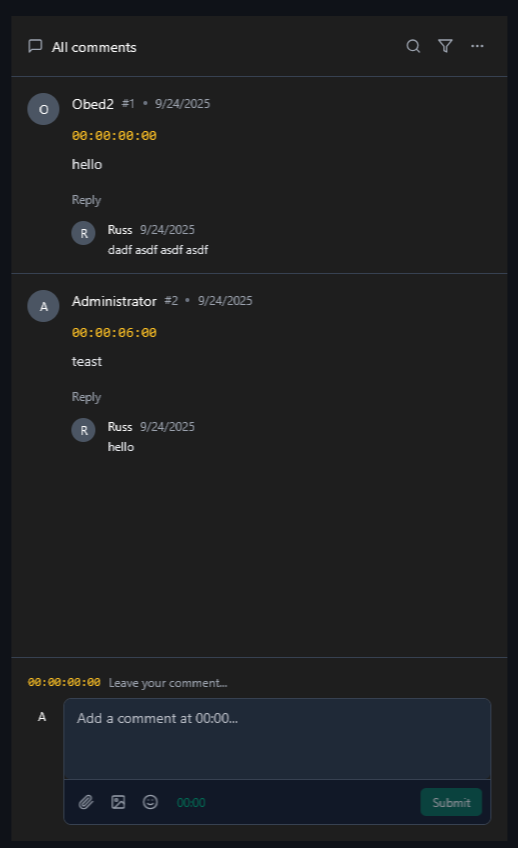 All comments
O Obed2 #1 • 9/24/2025
00:00:00:00
hello
Reply
R Russ 9/24/2025
dadf asdf asdf asdf
A Administrator #2 • 9/24/2025
00:00:06:00
teast
Reply
R Russ 9/24/2025
hello
00:00:00:00 Leave your comment...
A Add a comment at 00:00...
00:00 Submit